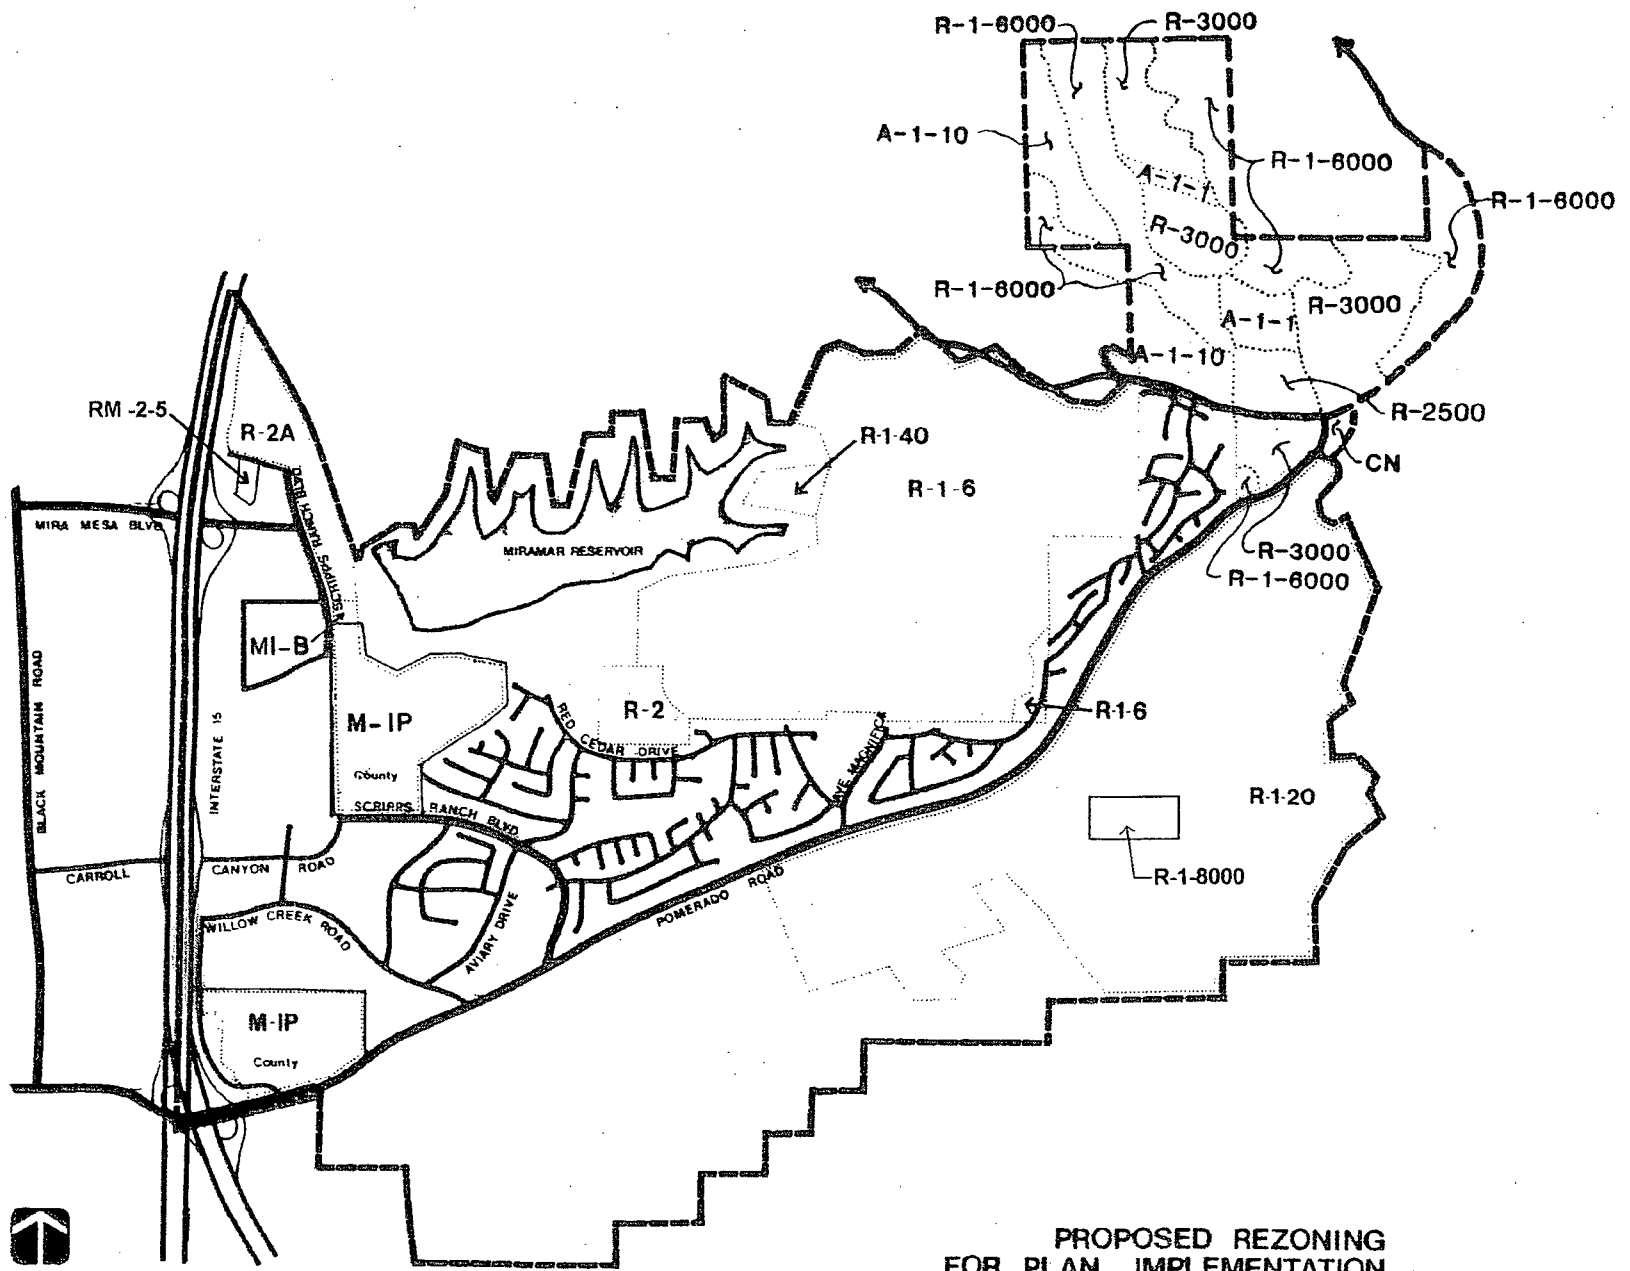 R-1-6000
R-3000
A-1-10
R-1-6000
A-1-1
R-1-6000
R-3000
R-1-6000
R-3000
A-1-1
A-1-10
RM -2-5
R-2A
R-1-40
R-2500
CN
R-1-6
MIRA MESA BLVD
SCRIPPS RANCH BLVD
MIRAMAR RESERVOIR
R-3000
R-1-6000
MI-B
BLACK MOUNTAIN ROAD
INTERSTATE 15
M-IP
County
R-2
RED CEDAR DRIVE
R-1-6
AVE MAGNIFICA
SCRIPPS RANCH BLVD
R-1-20
R-1-8000
CARROLL CANYON ROAD
WILLOW CREEK ROAD
AVIARY DRIVE
POMERADO ROAD
M-IP
County
PROPOSED REZONING
FOR PLAN IMPLEMENTATION